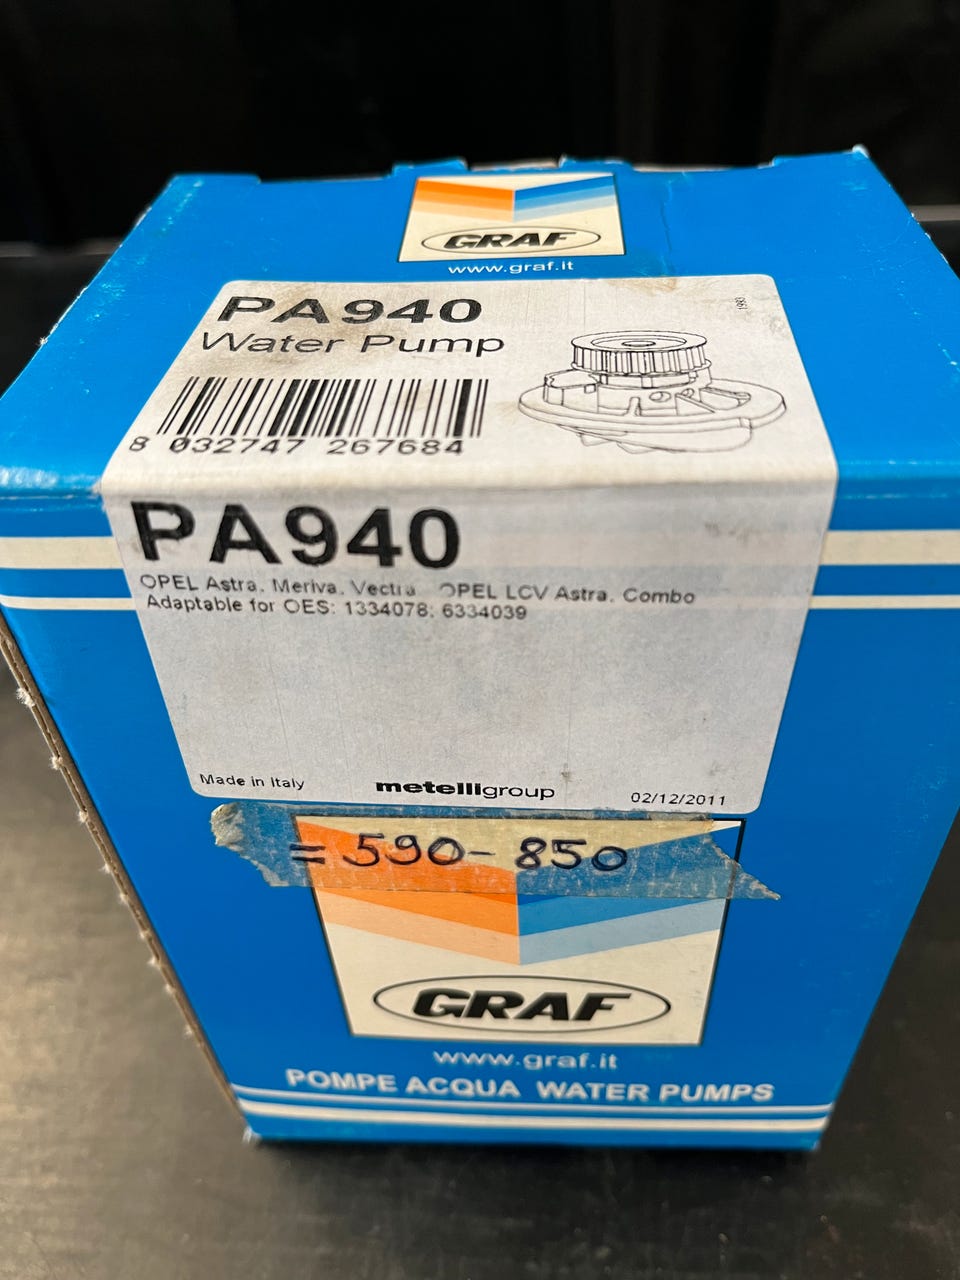 GRAF
www.graf.it
PA940
1993
Water Pump
8 032747 267684
PA940
OPEL Astra, Meriva, Vectra OPEL LCV Astra, Combo
Adaptable for OES: 1334078; 6334039
Made in Italy
metelligroup
02/12/2011
= 590-850
GRAF
www.graf.it
POMPE ACQUA WATER PUMPS